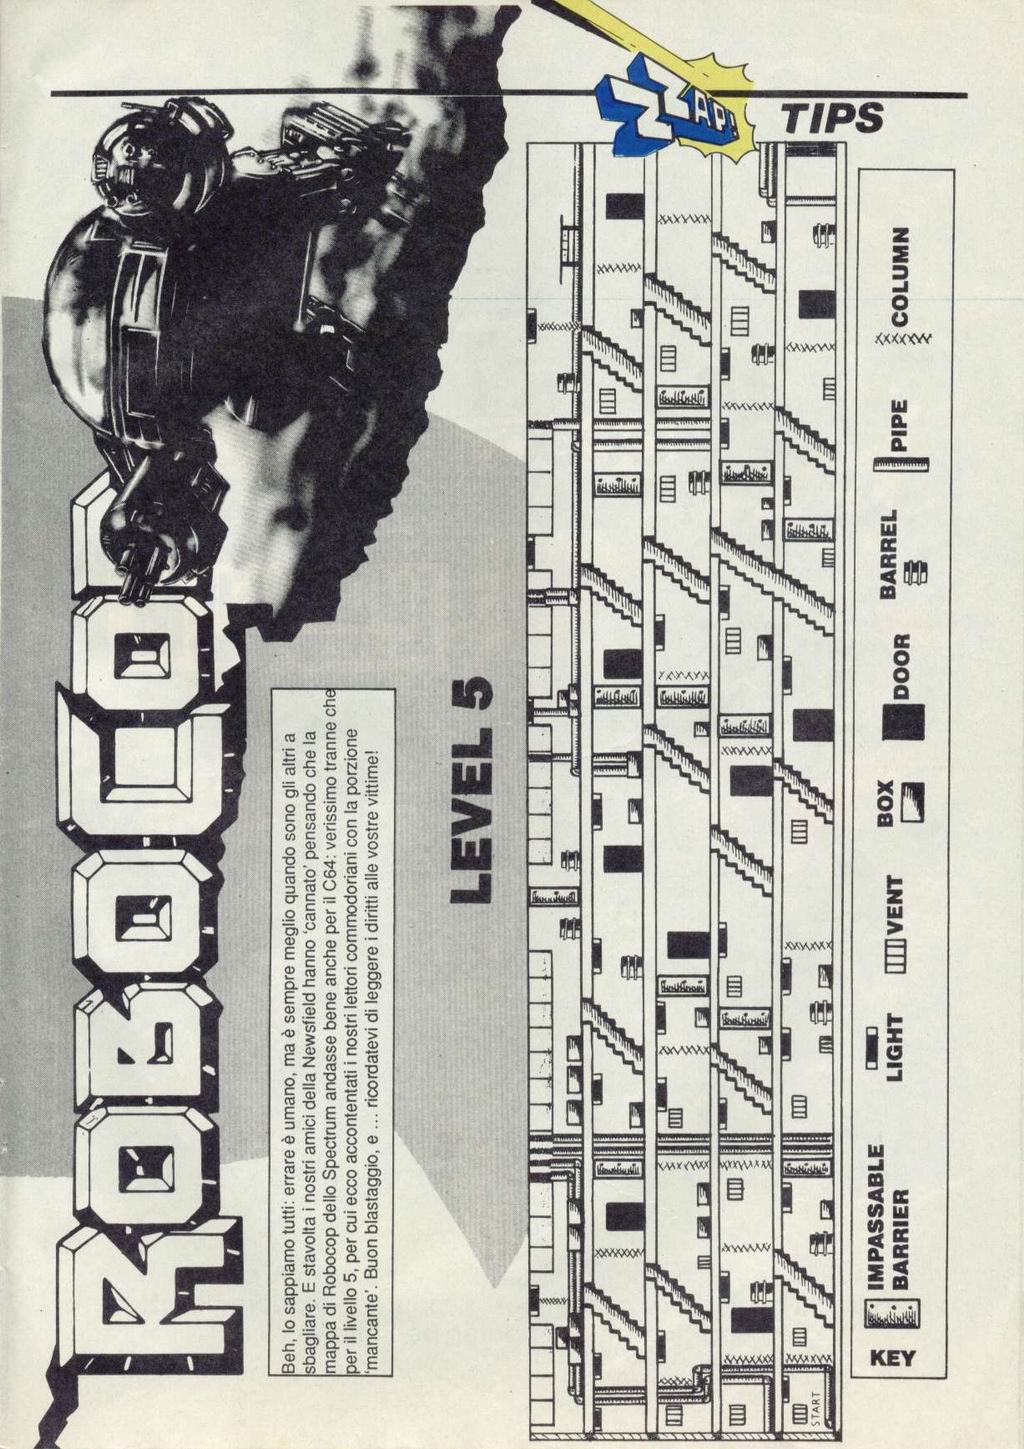 ROBOCOP
Beh, lo sappiamo tutti: errare è umano, ma è sempre meglio quando sono gli altri a
sbagliare. E stavolta i nostri amici della Newsfield hanno 'cannato' pensando che la
mappa di Robocop dello Spectrum andasse bene anche per il C64: verissimo tranne che
per il livello 5, per cui ecco accontentati i nostri lettori commodoriani con la porzione
'mancante'. Buon blastaggio, e ... ricordatevi di leggere i diritti alle vostre vittime!
LEVEL 5
ZZAP!
TIPS
START
KEY
IMPASSABLE
BARRIER
LIGHT
VENT
BOX
DOOR
BARREL
PIPE
COLUMN